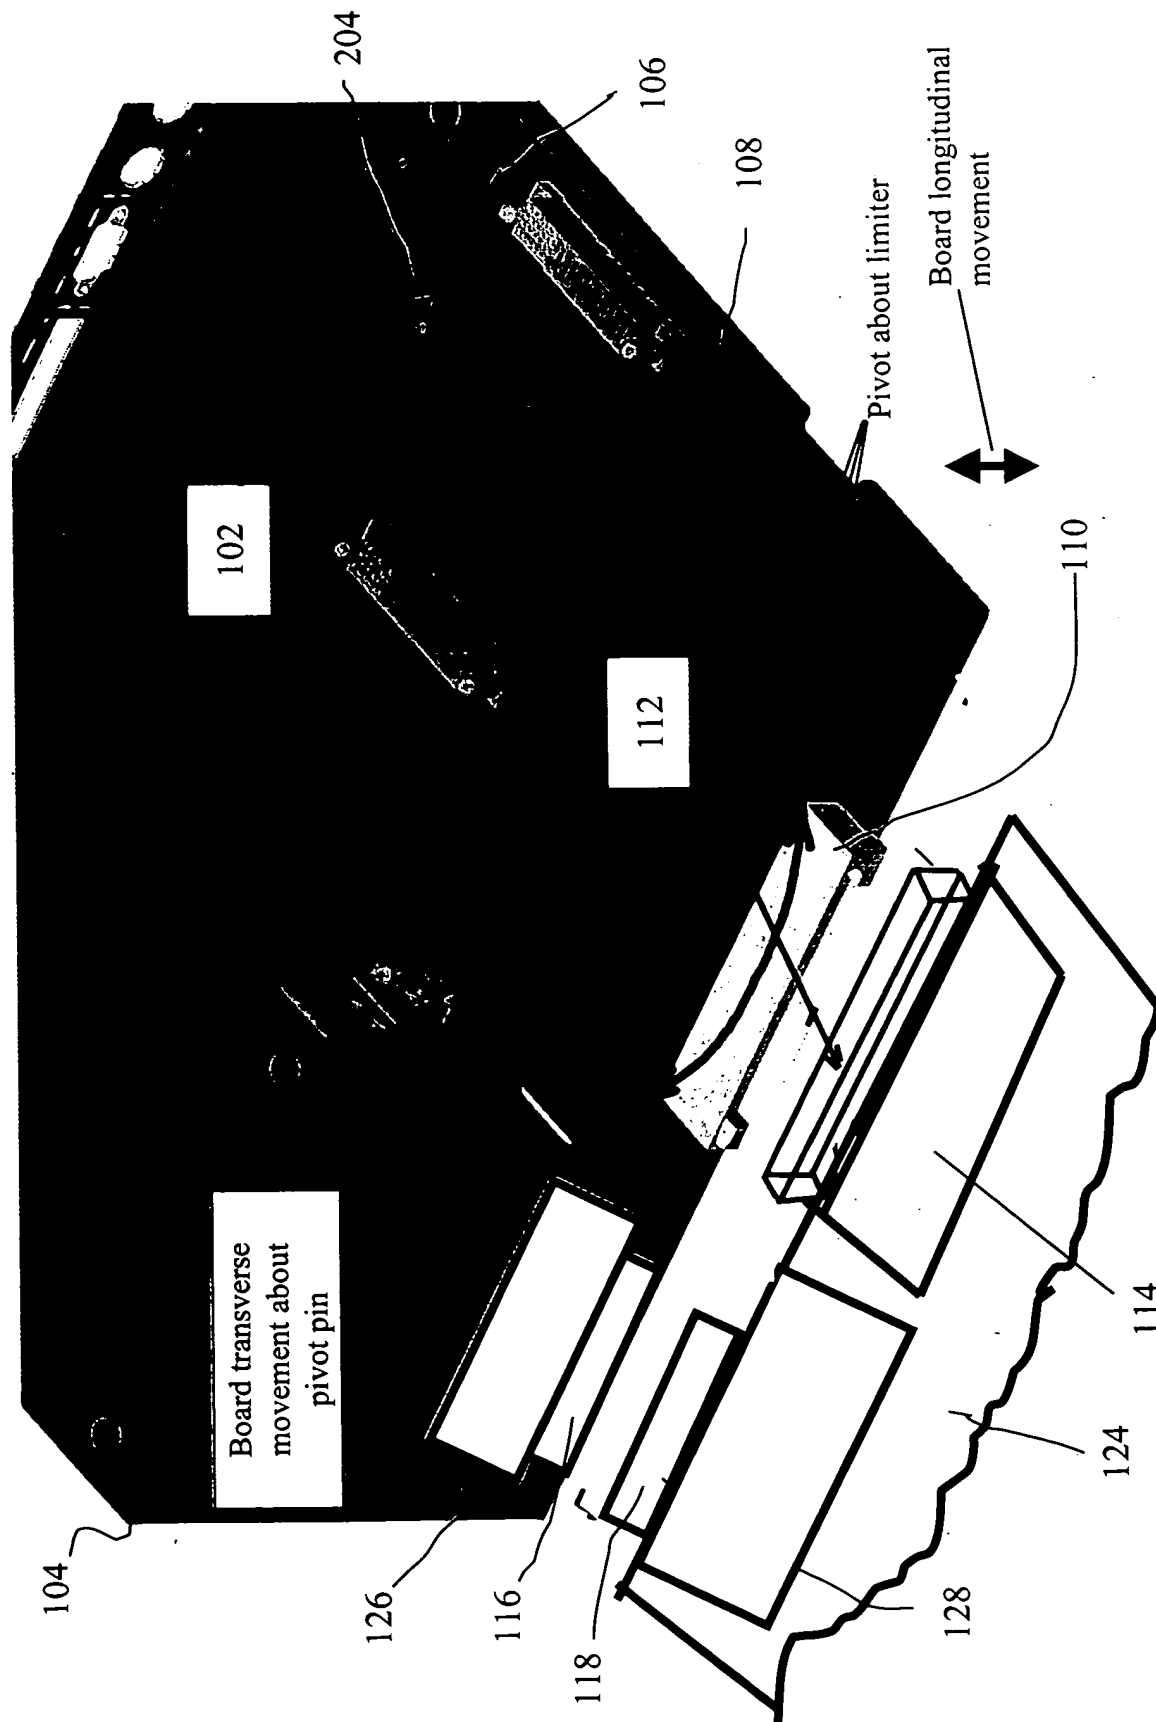 204
106
108
Pivot about limiter
Board longitudinal
movement
102
112
110
Board transverse
movement about
pivot pin
104
126
116
118
128
124
114